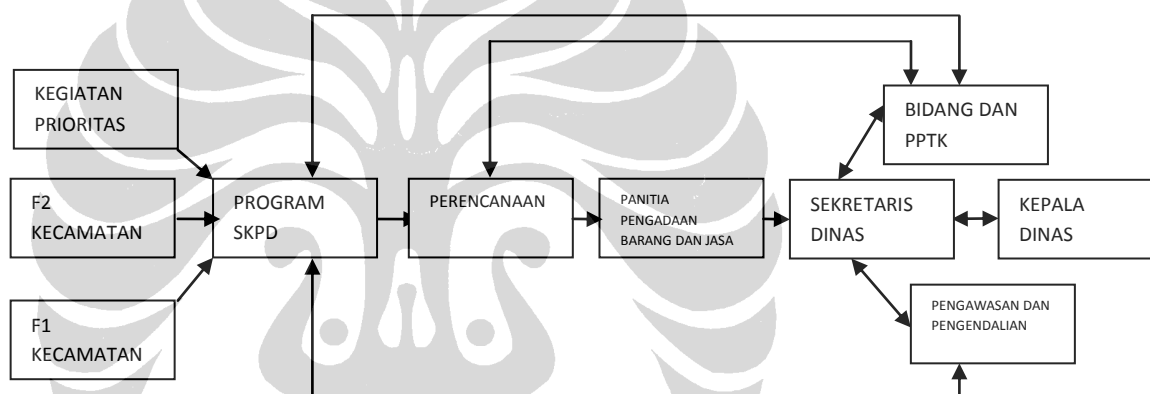 KEGIATAN
PRIORITAS
F2
KECAMATAN
F1
KECAMATAN
PROGRAM
SKPD
PERENCANAAN
PANITIA
PENGADAAN
BARANG DAN JASA
SEKRETARIS
DINAS
BIDANG DAN
PPTK
KEPALA
DINAS
PENGAWASAN DAN
PENGENDALIAN